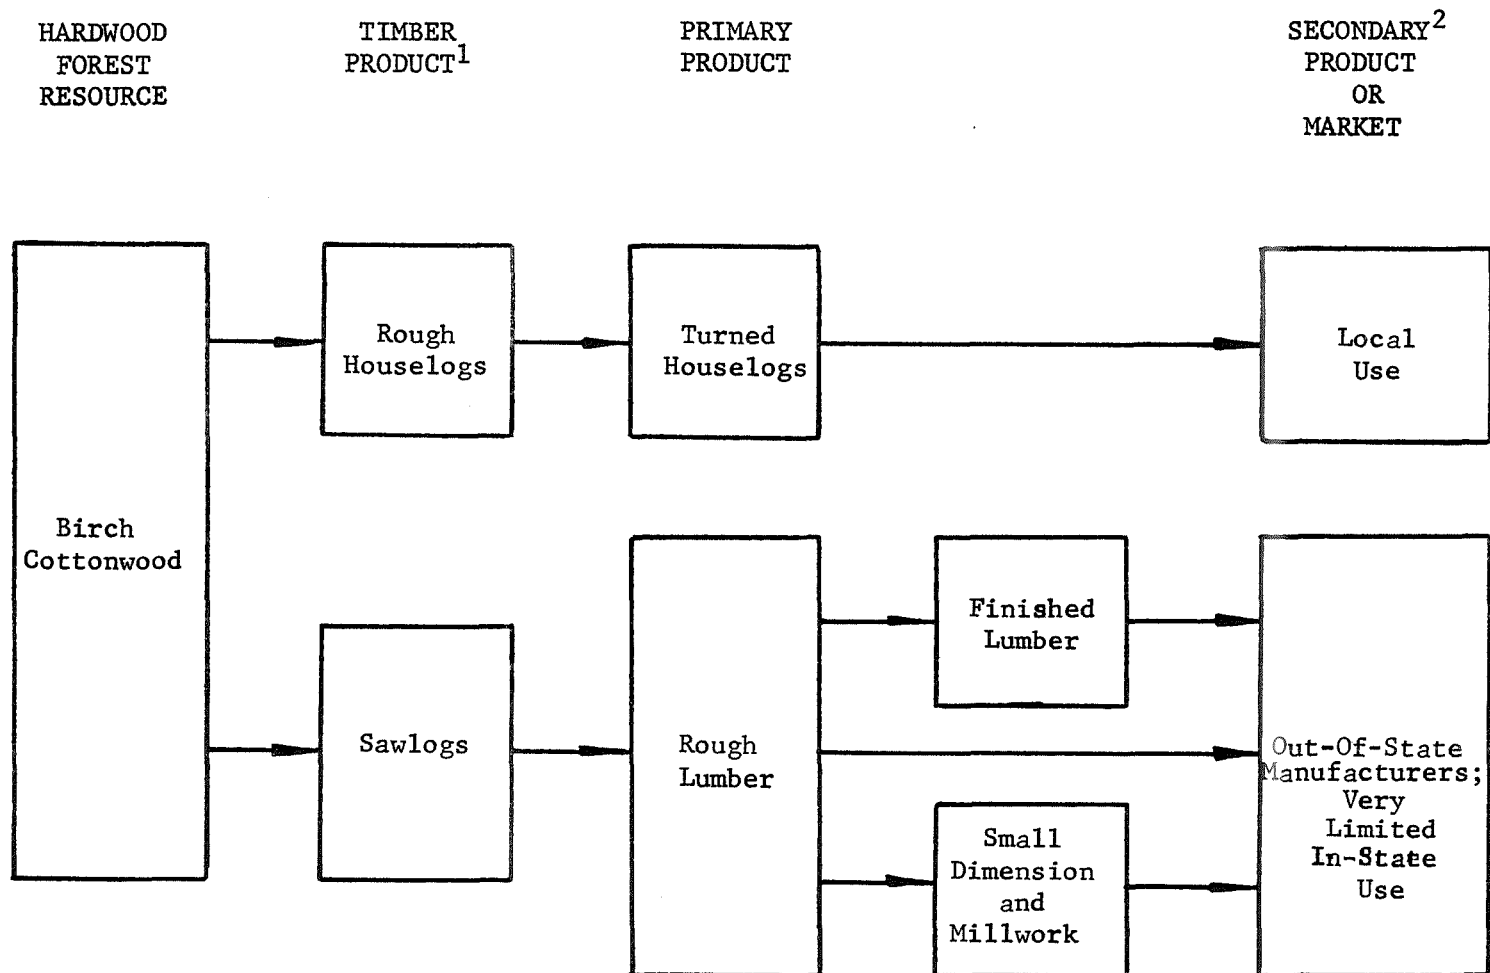 HARDWOOD
FOREST
RESOURCE
TIMBER
PRODUCT1
PRIMARY
PRODUCT
SECONDARY2
PRODUCT
OR
MARKET
Birch
Cottonwood
Rough
Houselogs
Turned
Houselogs
Local
Use
Sawlogs
Rough
Lumber
Finished
Lumber
Small
Dimension
and
Millwork
Out-Of-State
Manufacturers;
Very
Limited
In-State
Use